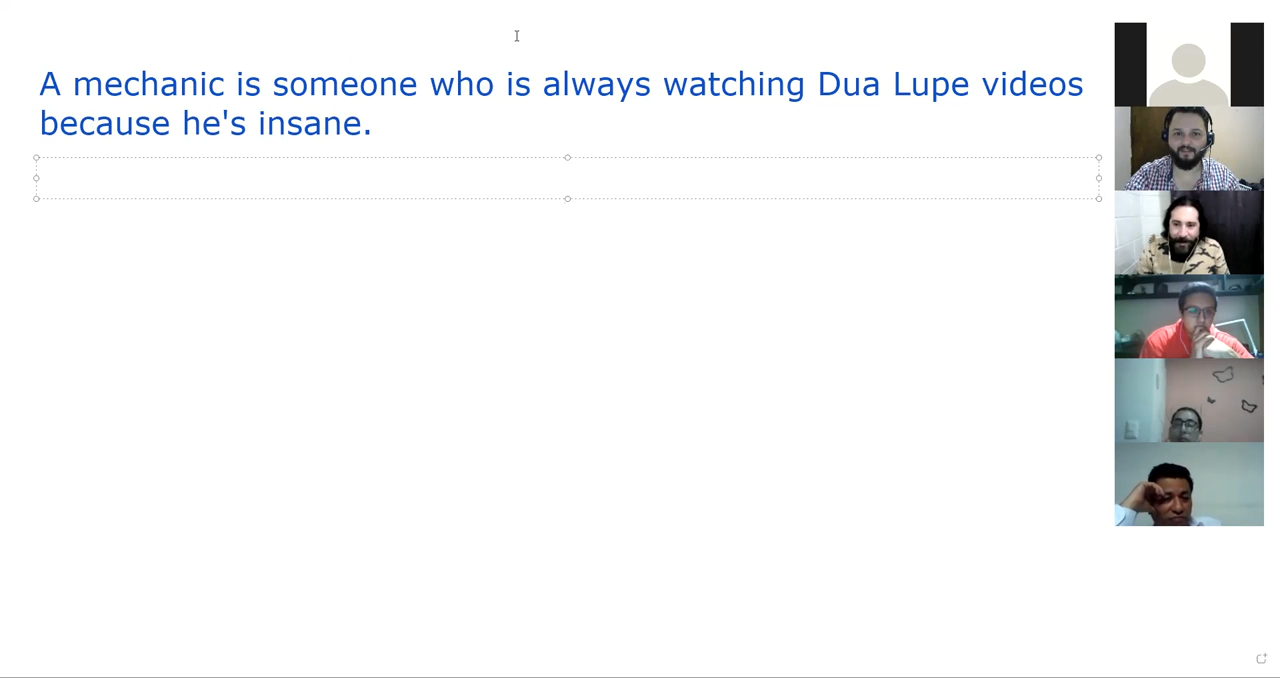 A mechanic is someone who is always watching Dua Lupe videos
because he's insane.